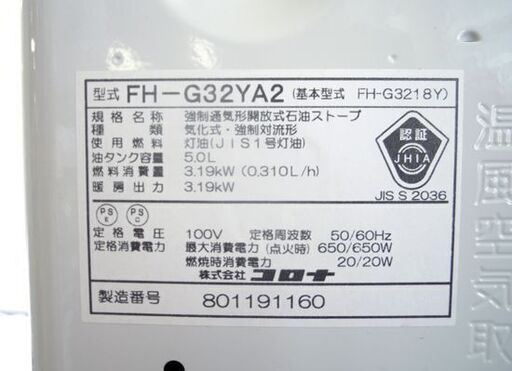 型式 FH-G32YA2 (基本型式 FH-G3218Y)
規格名称 強制通気形開放式石油ストーブ
種類 気化式・強制対流形
使用燃料 灯油(JIS1号灯油)
油タンク容量 5.0L
燃料消費量 3.19kW (0.310L/h)
暖房出力 3.19kW
認証
JHIA
JIS S 2036
PS E
PS C
定格電圧 100V 定格周波数 50/60Hz
定格消費電力 最大消費電力(点火時) 650/650W
燃焼時消費電力 20/20W
株式会社コロナ
製造番号 801191160
温風空気取